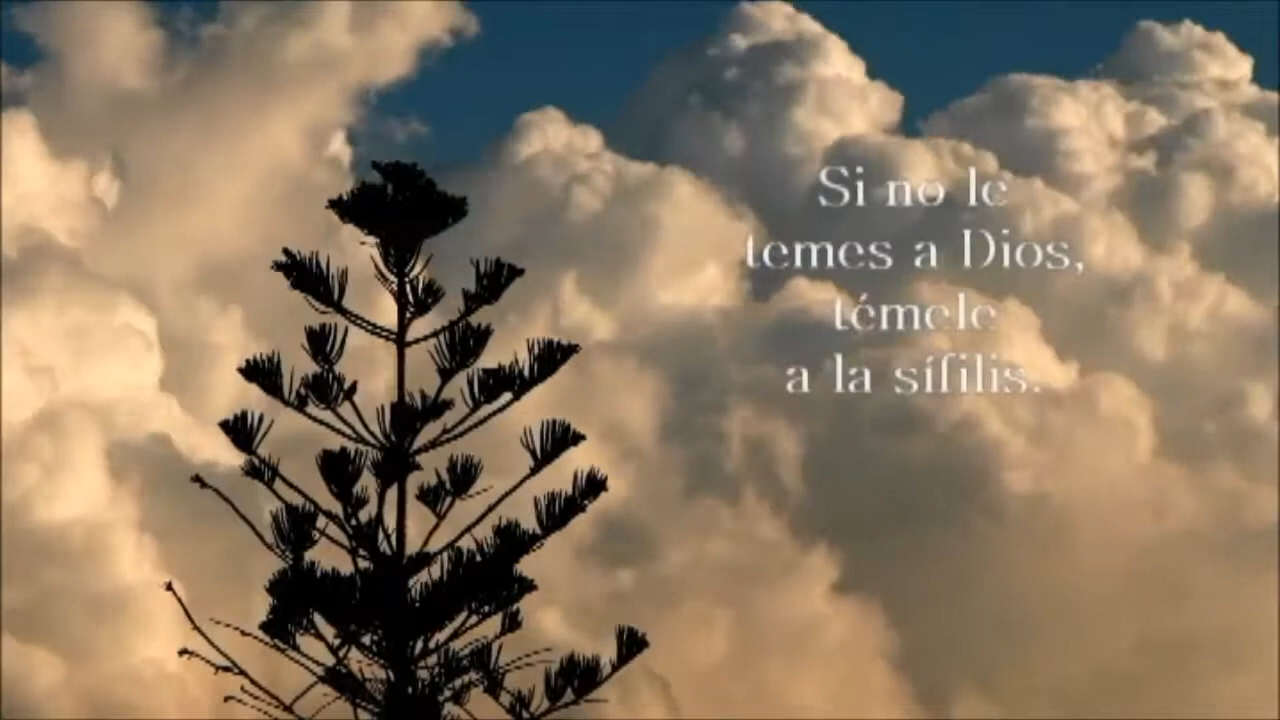 Si no le
temes a Dios,
témele
a la sífilis.